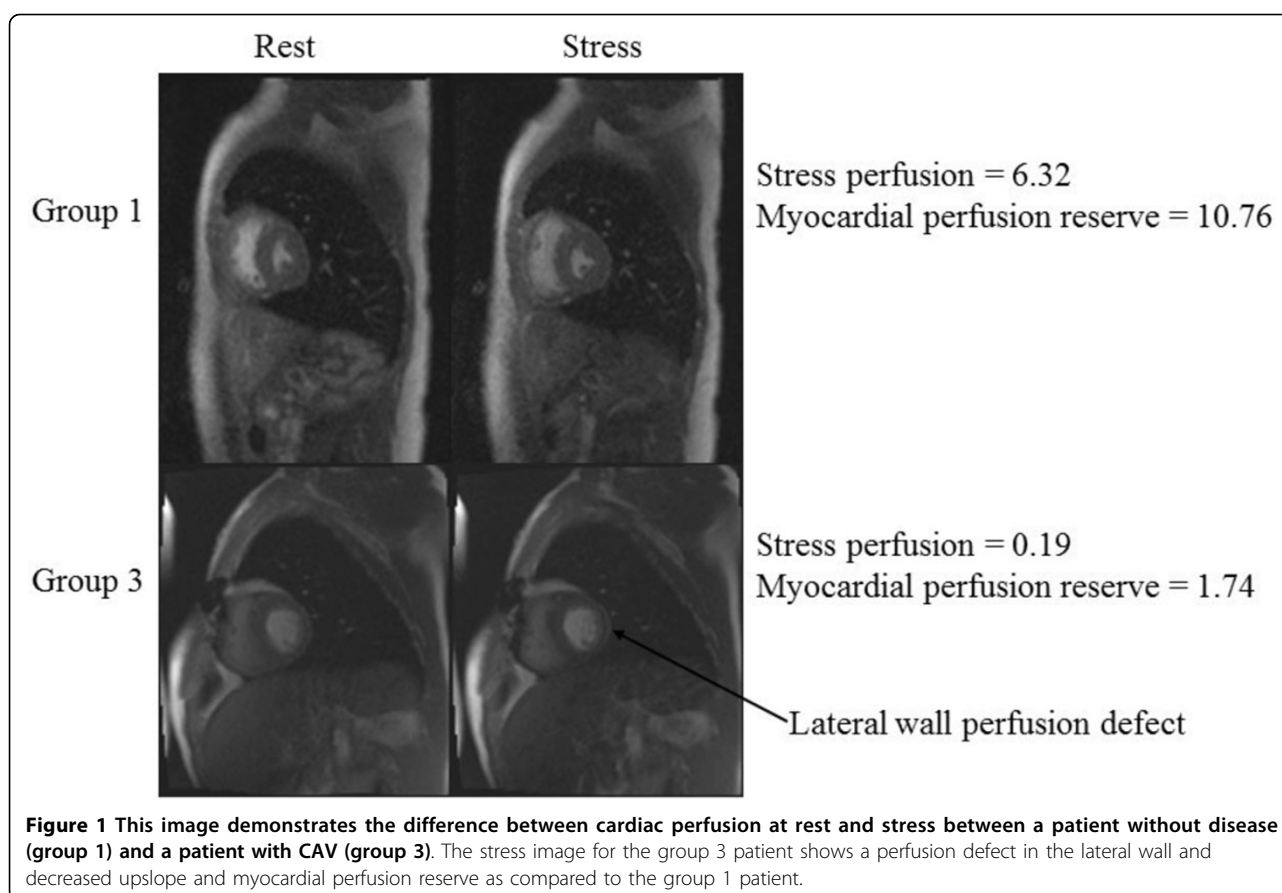 Rest Stress
Group 1
Stress perfusion = 6.32
Myocardial perfusion reserve = 10.76
Group 3
Stress perfusion = 0.19
Myocardial perfusion reserve = 1.74
Lateral wall perfusion defect
Figure 1 This image demonstrates the difference between cardiac perfusion at rest and stress between a patient without disease
(group 1) and a patient with CAV (group 3). The stress image for the group 3 patient shows a perfusion defect in the lateral wall and
decreased upslope and myocardial perfusion reserve as compared to the group 1 patient.